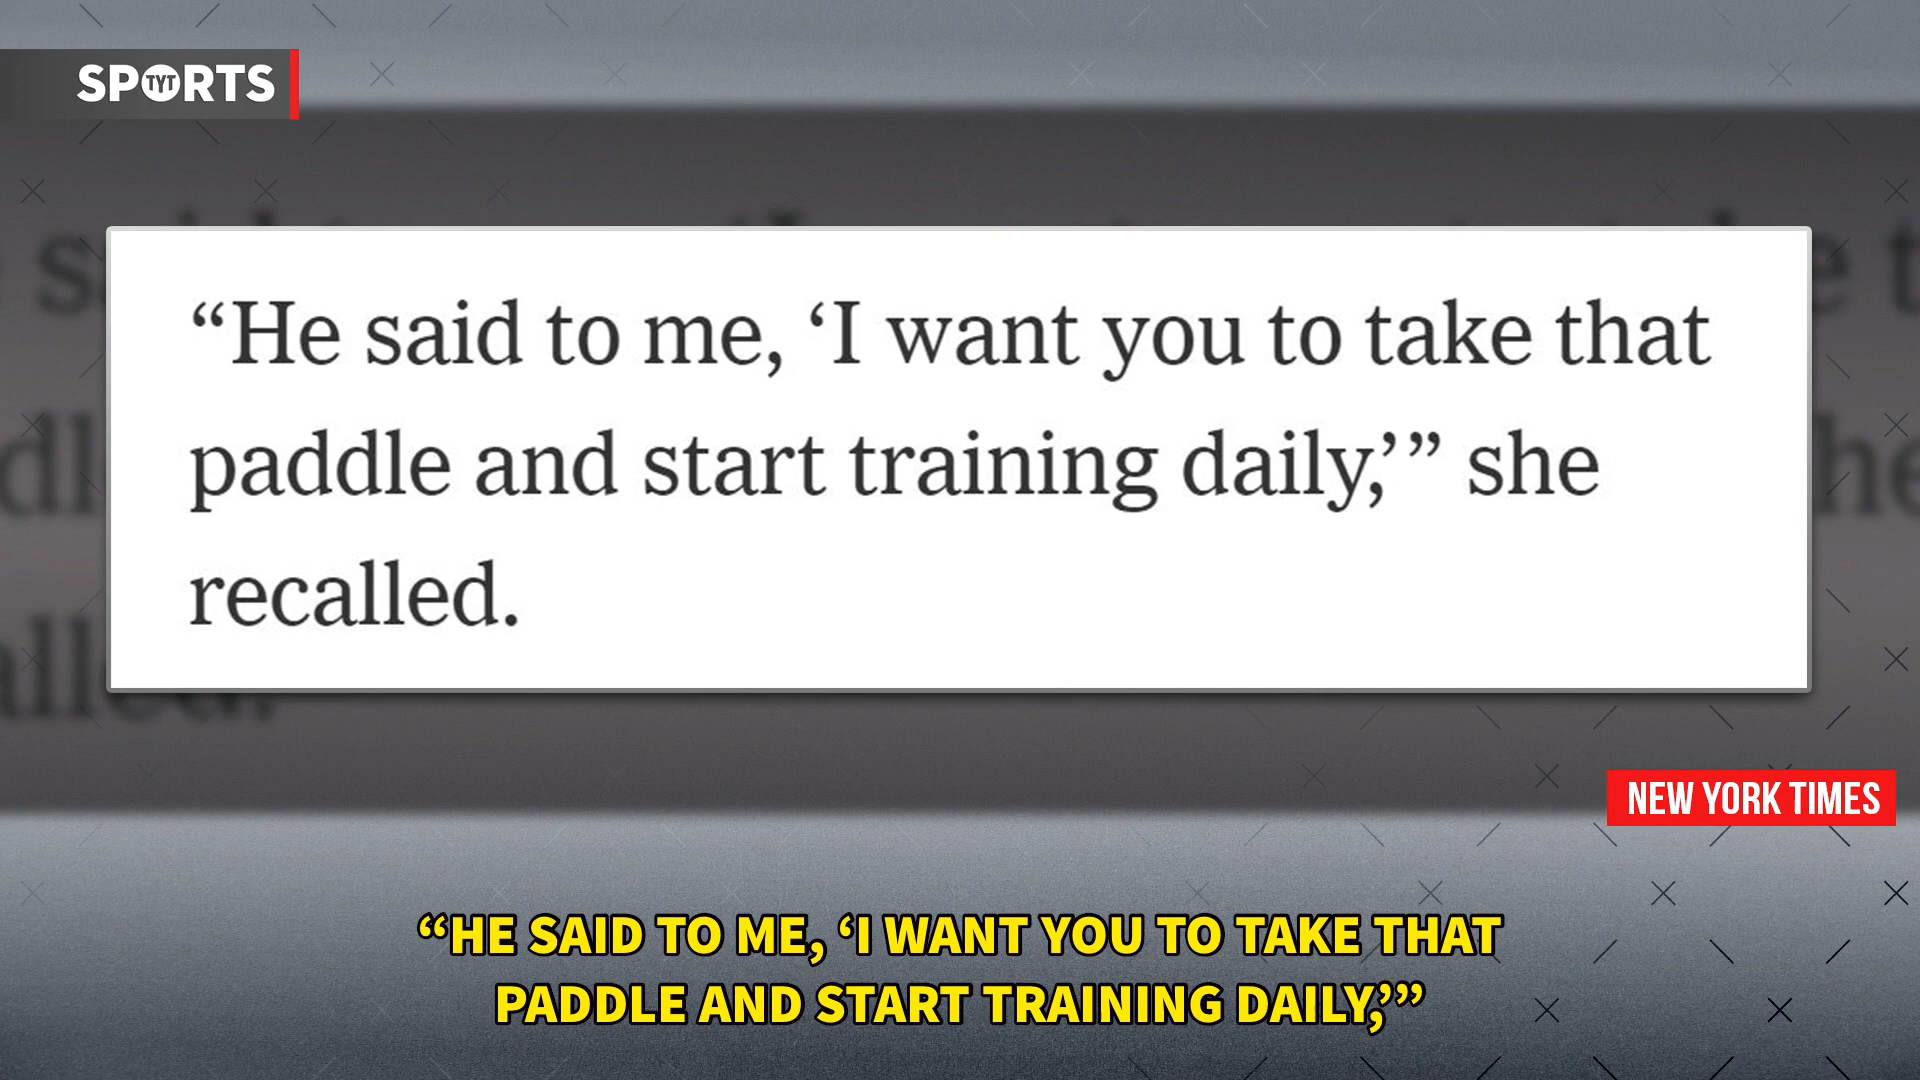 SPORTS
TYT
“He said to me, ‘I want you to take that
paddle and start training daily,’” she
recalled.
NEW YORK TIMES
“HE SAID TO ME, ‘I WANT YOU TO TAKE THAT
PADDLE AND START TRAINING DAILY,’”